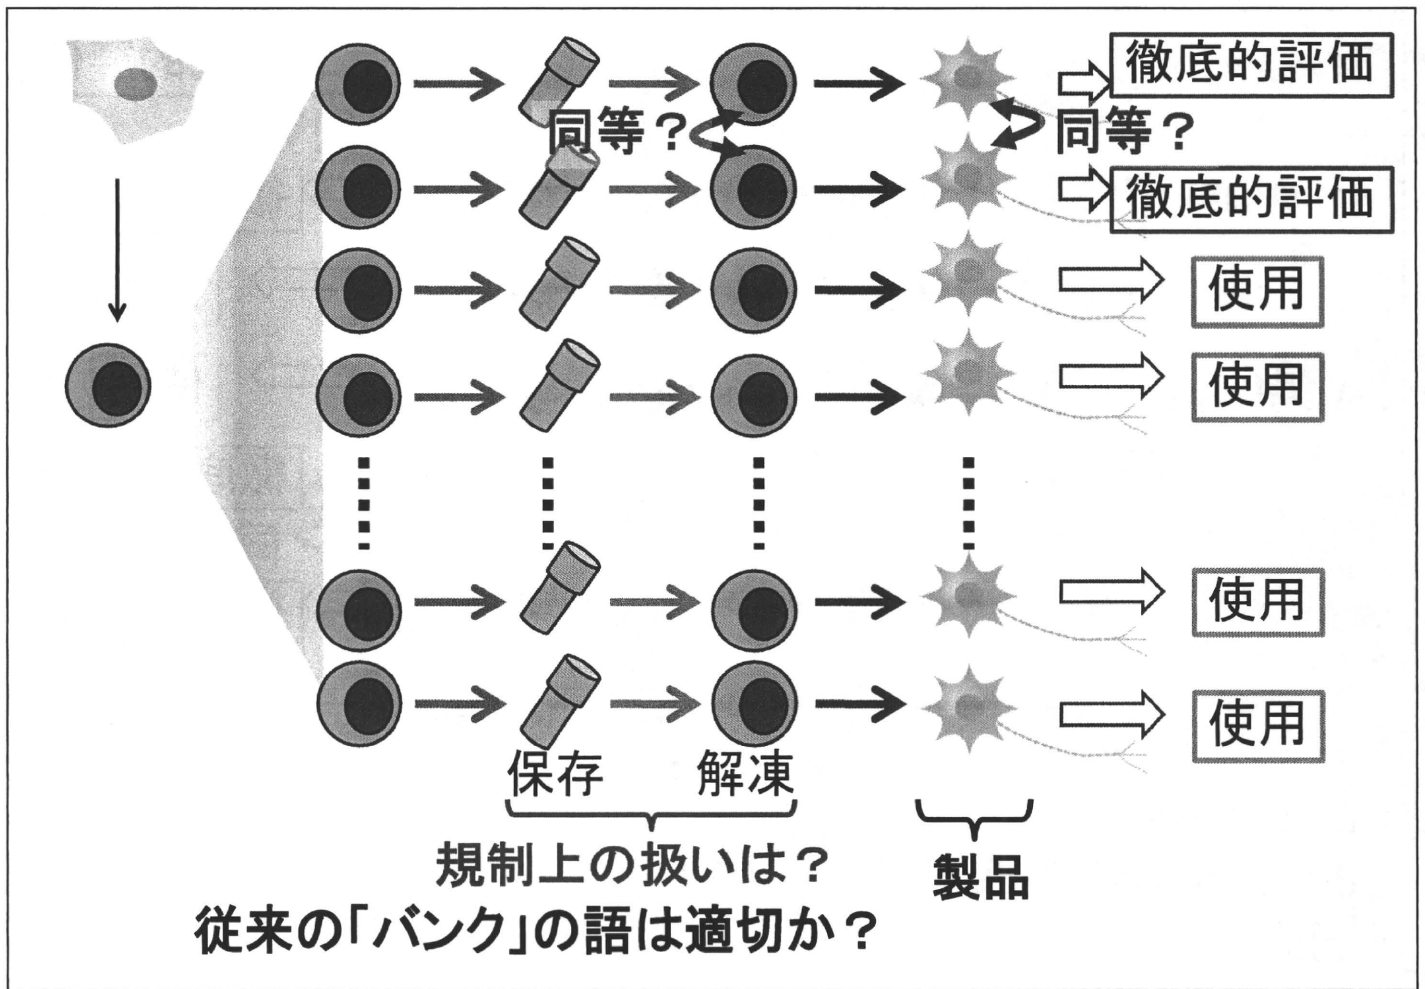 徹底的評価
同等？
同等？
徹底的評価
使用
使用
使用
使用
保存
解凍
規制上の扱いは？
製品
従来の「バンク」の語は適切か？